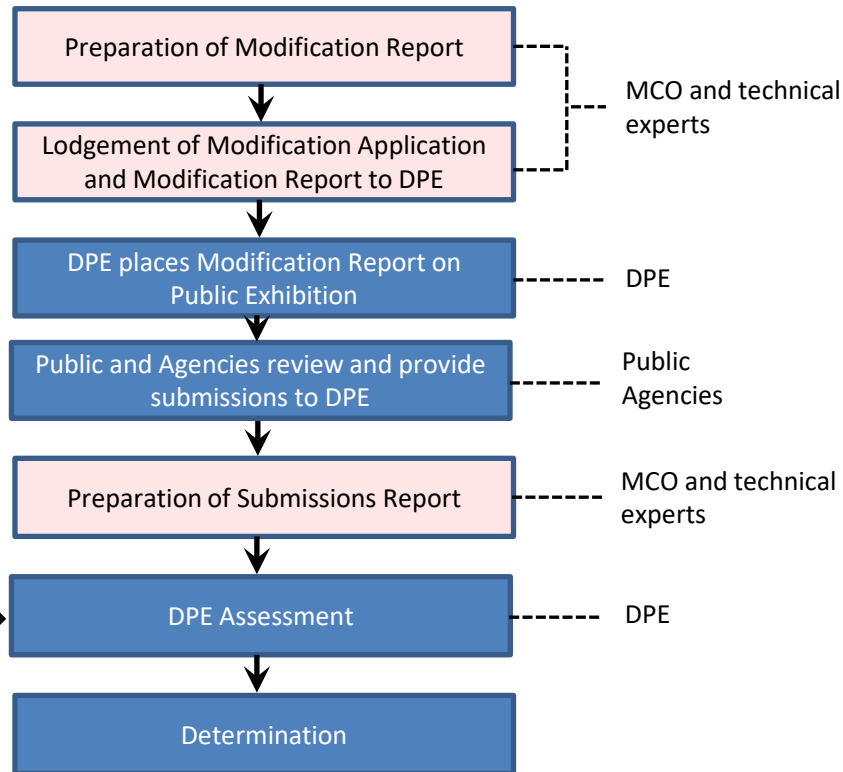 Preparation of Modification Report
MCO and technical
experts
Lodgement of Modification Application
and Modification Report to DPE
DPE places Modification Report on
Public Exhibition
DPE
Public and Agencies review and provide
submissions to DPE
Public
Agencies
Preparation of Submissions Report
MCO and technical
experts
DPE Assessment
DPE
Determination